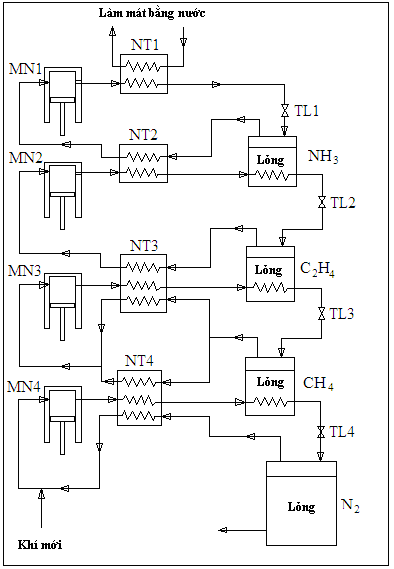 Làm mát bằng nước
NT1
MN1
TL1
NT2
MN2
Lỏng
NH₃
TL2
NT3
MN3
Lỏng
C₂H₄
TL3
NT4
MN4
Lỏng
CH₄
TL4
Lỏng
N₂
Khí mới